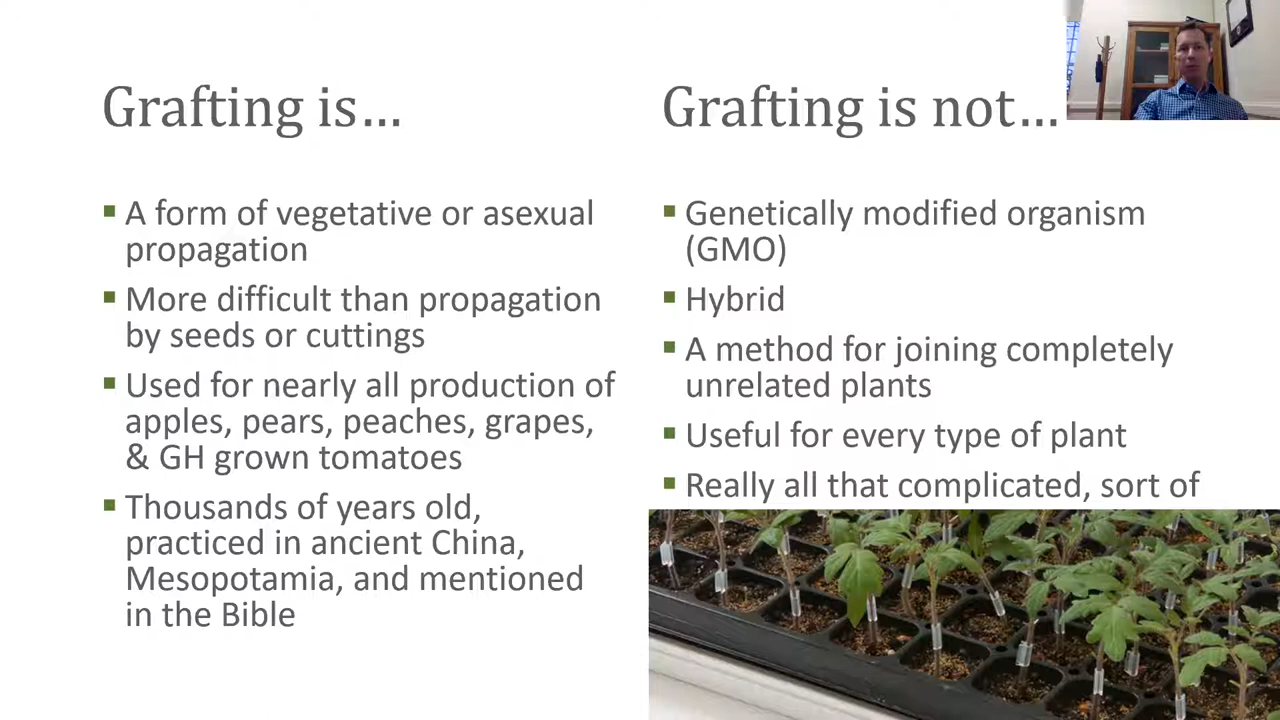 Grafting is…
▪ A form of vegetative or asexual
propagation
▪ More difficult than propagation
by seeds or cuttings
▪ Used for nearly all production of
apples, pears, peaches, grapes,
& GH grown tomatoes
▪ Thousands of years old,
practiced in ancient China,
Mesopotamia, and mentioned
in the Bible
Grafting is not…
▪ Genetically modified organism
(GMO)
▪ Hybrid
▪ A method for joining completely
unrelated plants
▪ Useful for every type of plant
▪ Really all that complicated, sort of